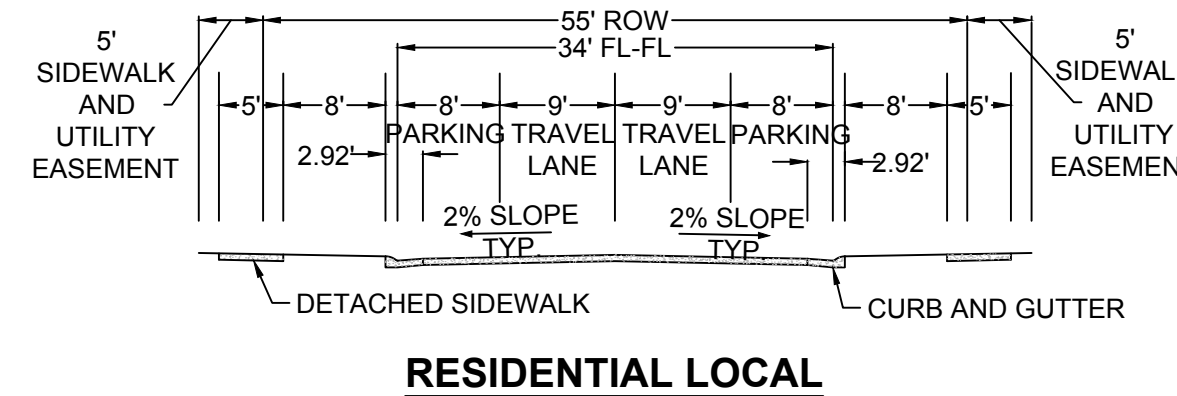 55' ROW
34' FL-FL
5'
SIDEWALK
AND
UTILITY
EASEMENT
5'
SIDEWAL
AND
UTILITY
EASEMEN
5' 8' 8' 9' 9' 8' 8' 5'
PARKING TRAVEL TRAVEL PARKING
LANE LANE
2.92' 2.92'
2% SLOPE 2% SLOPE
TYP. TYP.
DETACHED SIDEWALK
CURB AND GUTTER
RESIDENTIAL LOCAL